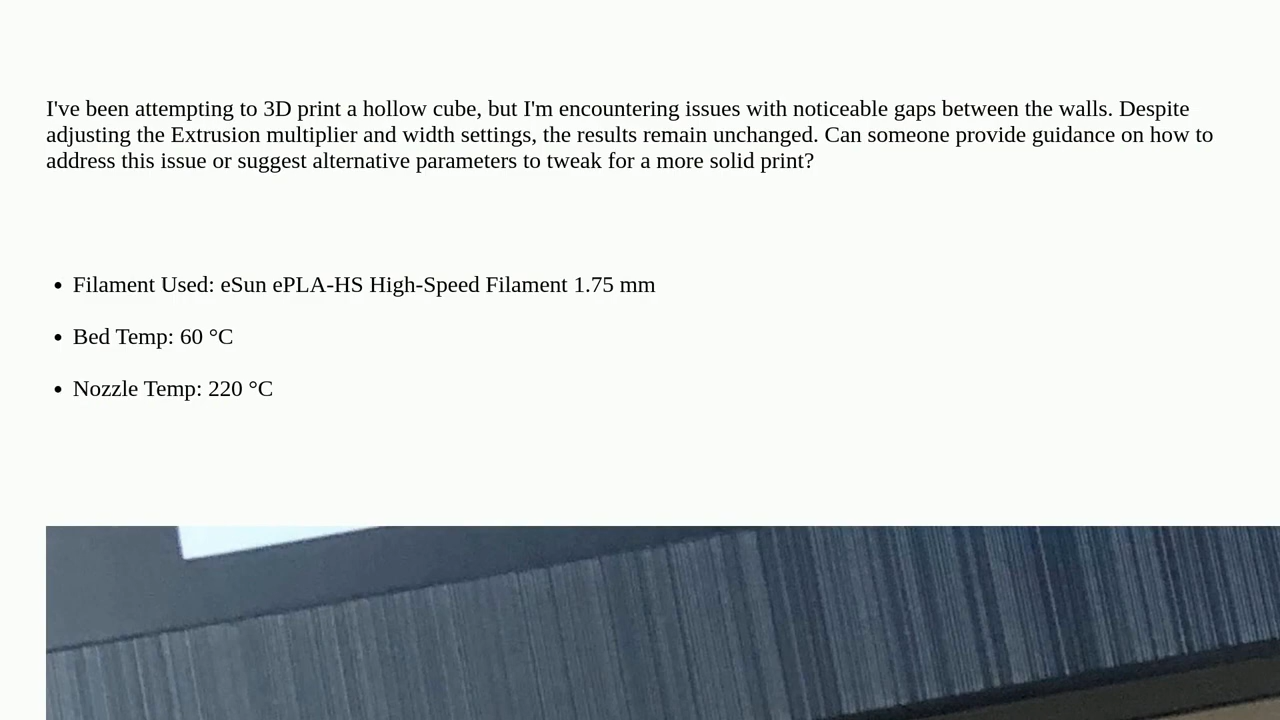 I've been attempting to 3D print a hollow cube, but I'm encountering issues with noticeable gaps between the walls. Despite
adjusting the Extrusion multiplier and width settings, the results remain unchanged. Can someone provide guidance on how to
address this issue or suggest alternative parameters to tweak for a more solid print?
• Filament Used: eSun ePLA-HS High-Speed Filament 1.75 mm
• Bed Temp: 60 °C
• Nozzle Temp: 220 °C